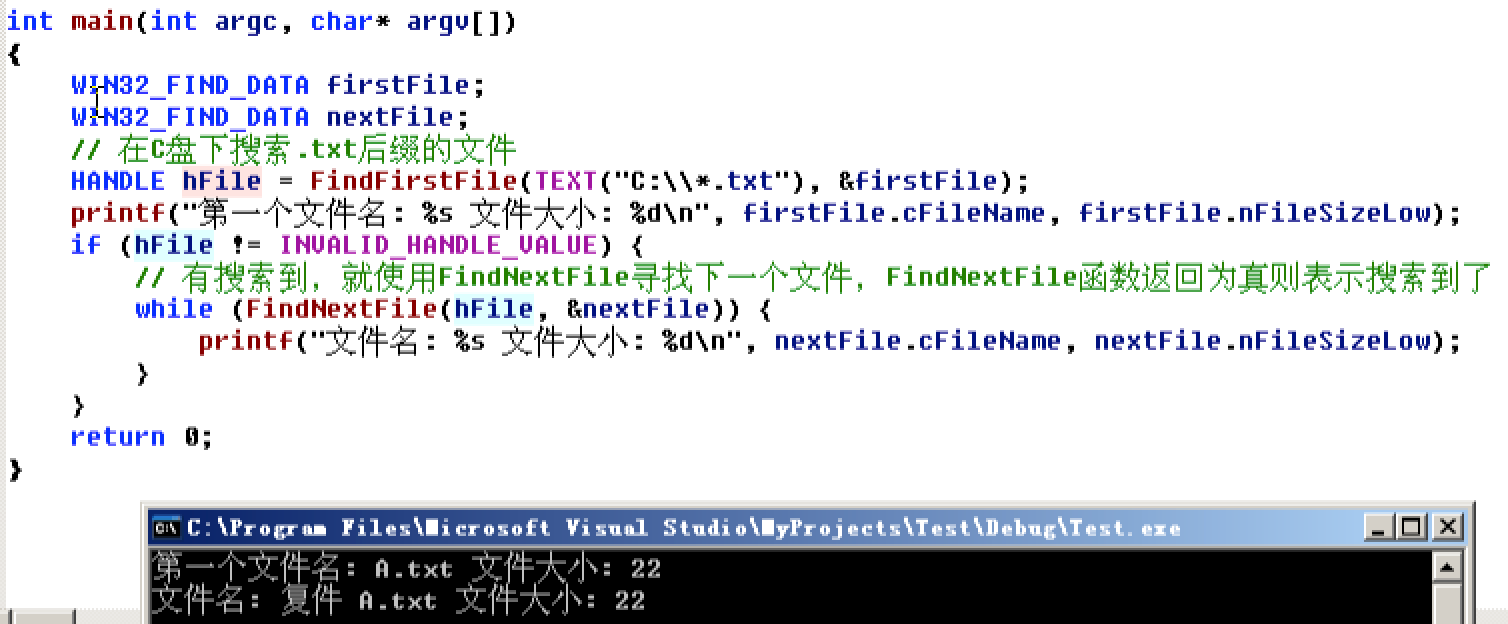 int main(int argc, char* argv[])
{
    WIN32_FIND_DATA firstFile;
    WIN32_FIND_DATA nextFile;
    // 在C盘下搜索.txt后缀的文件
    HANDLE hFile = FindFirstFile(TEXT("C:\\*.txt"), &firstFile);
    printf("第一个文件名: %s 文件大小: %d\n", firstFile.cFileName, firstFile.nFileSizeLow);
    if (hFile != INVALID_HANDLE_VALUE) {
        // 有搜索到，就使用FindNextFile寻找下一个文件，FindNextFile函数返回为真则表示搜索到了
        while (FindNextFile(hFile, &nextFile)) {
            printf("文件名: %s 文件大小: %d\n", nextFile.cFileName, nextFile.nFileSizeLow);
        }
    }
    return 0;
}
C:\Program Files\Microsoft Visual Studio\MyProjects\Test\Debug\Test.exe
第一个文件名: A.txt 文件大小: 22
文件名: 复件 A.txt 文件大小: 22